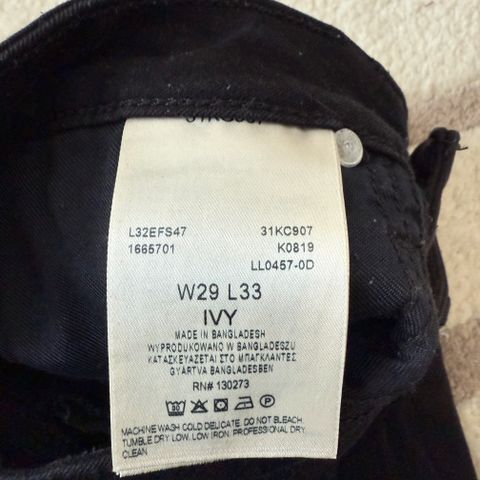 L32EFS47 31KC907
1665701 K0819
LL0457-0D
W29 L33
IVY
MADE IN BANGLADESH
WYPRODUKOWANO W BANGLADESZU
ΚΑΤΑΣΚΕΥΑΖΕΤΑΙ ΣΤΟ ΜΠΑΓΚΛΑΝΤΕΣ
GYÁRTVA BANGLADESBEN
RN# 130273
MACHINE WASH COLD DELICATE. DO NOT BLEACH.
TUMBLE DRY LOW. LOW IRON. PROFESSIONAL DRY
CLEAN